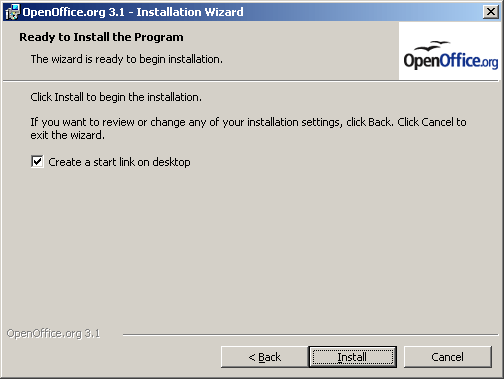 OpenOffice.org 3.1 - Installation Wizard
Ready to Install the Program
The wizard is ready to begin installation.
OpenOffice.org
Click Install to begin the installation.
If you want to review or change any of your installation settings, click Back. Click Cancel to
exit the wizard.
Create a start link on desktop
OpenOffice.org 3.1
< Back
Install
Cancel